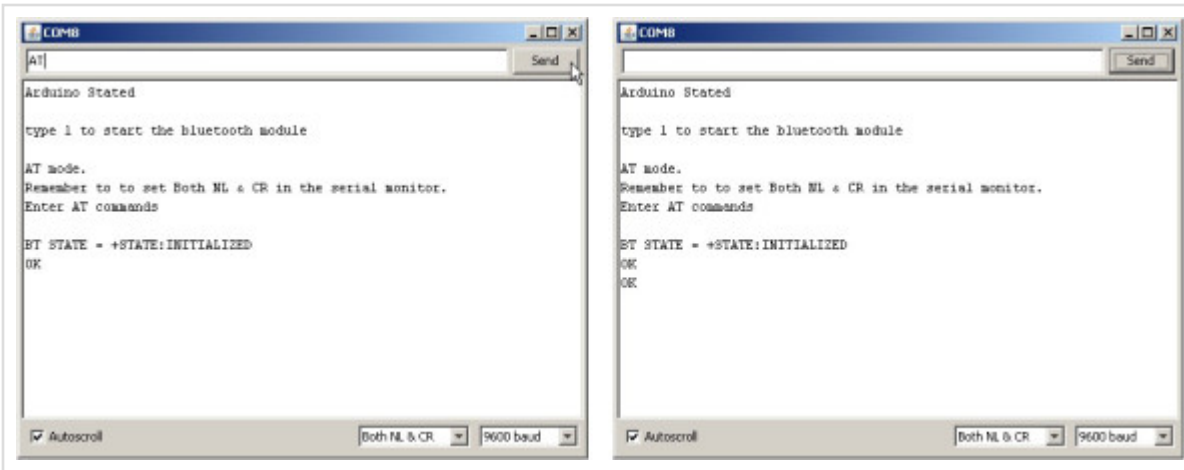 COM8
AT
Send
Arduino Stated
type 1 to start the bluetooth module
AT mode.
Remember to to set Both NL & CR in the serial monitor.
Enter AT commands
BT STATE = +STATE:INITIALIZED
OK
Autoscroll
Both NL & CR
9600 baud
COM8
Send
Arduino Stated
type 1 to start the bluetooth module
AT mode.
Remember to to set Both NL & CR in the serial monitor.
Enter AT commands
BT STATE = +STATE:INITIALIZED
OK
OK
Autoscroll
Both NL & CR
9600 baud